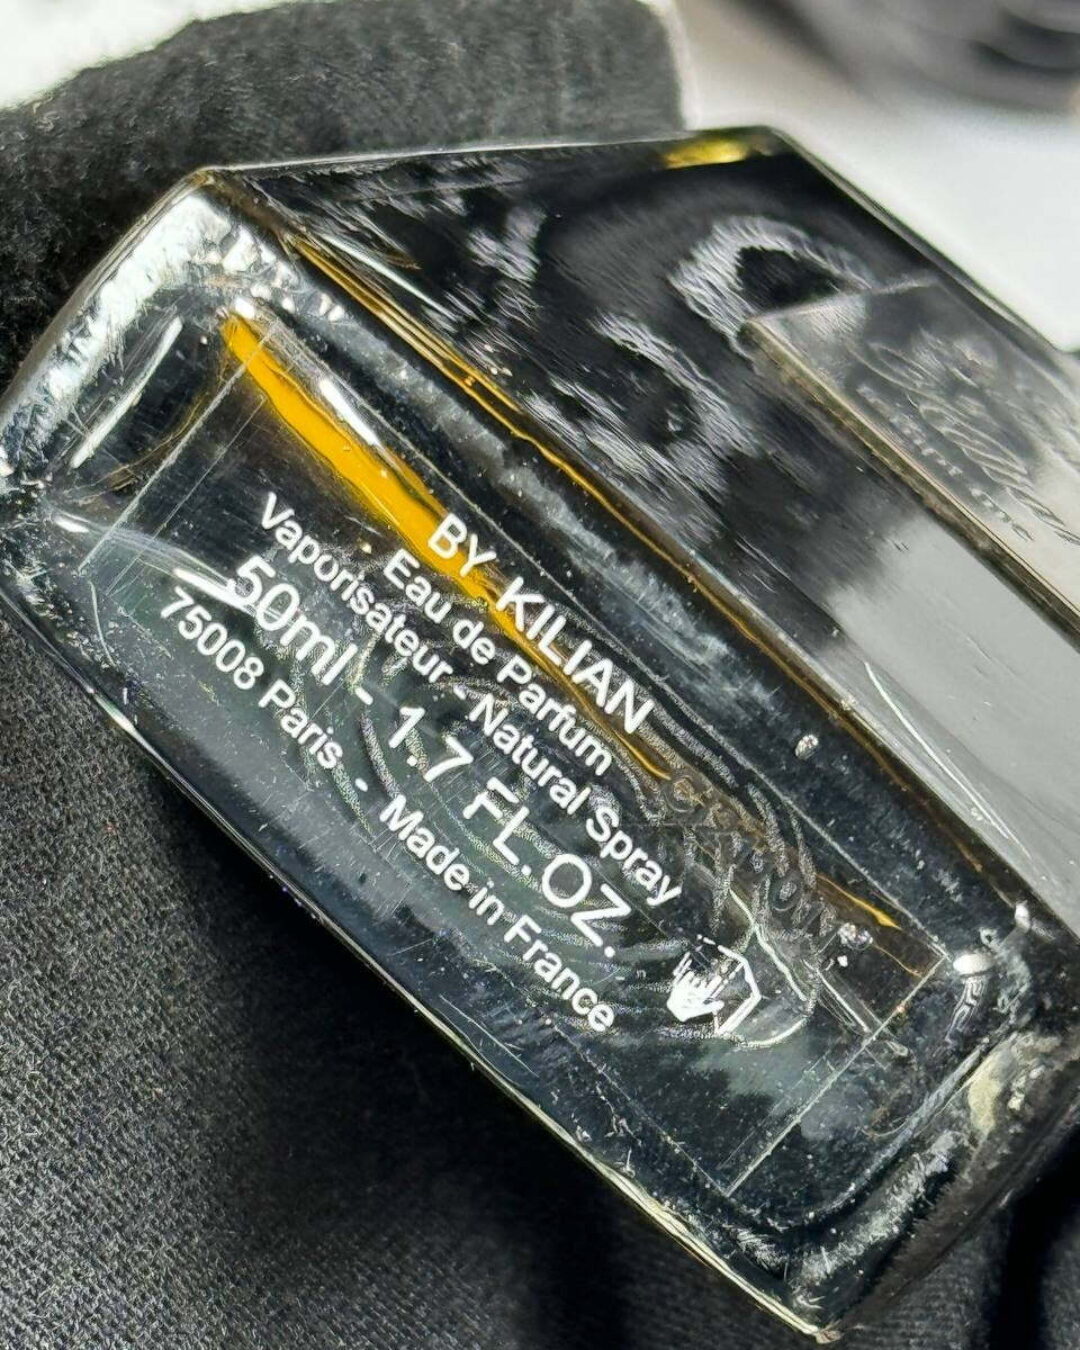 BY KILIAN
Eau de Parfum
Vaporisateur - Natural Spray
50ml - 1.7 FL.OZ.
75008 Paris - Made in France